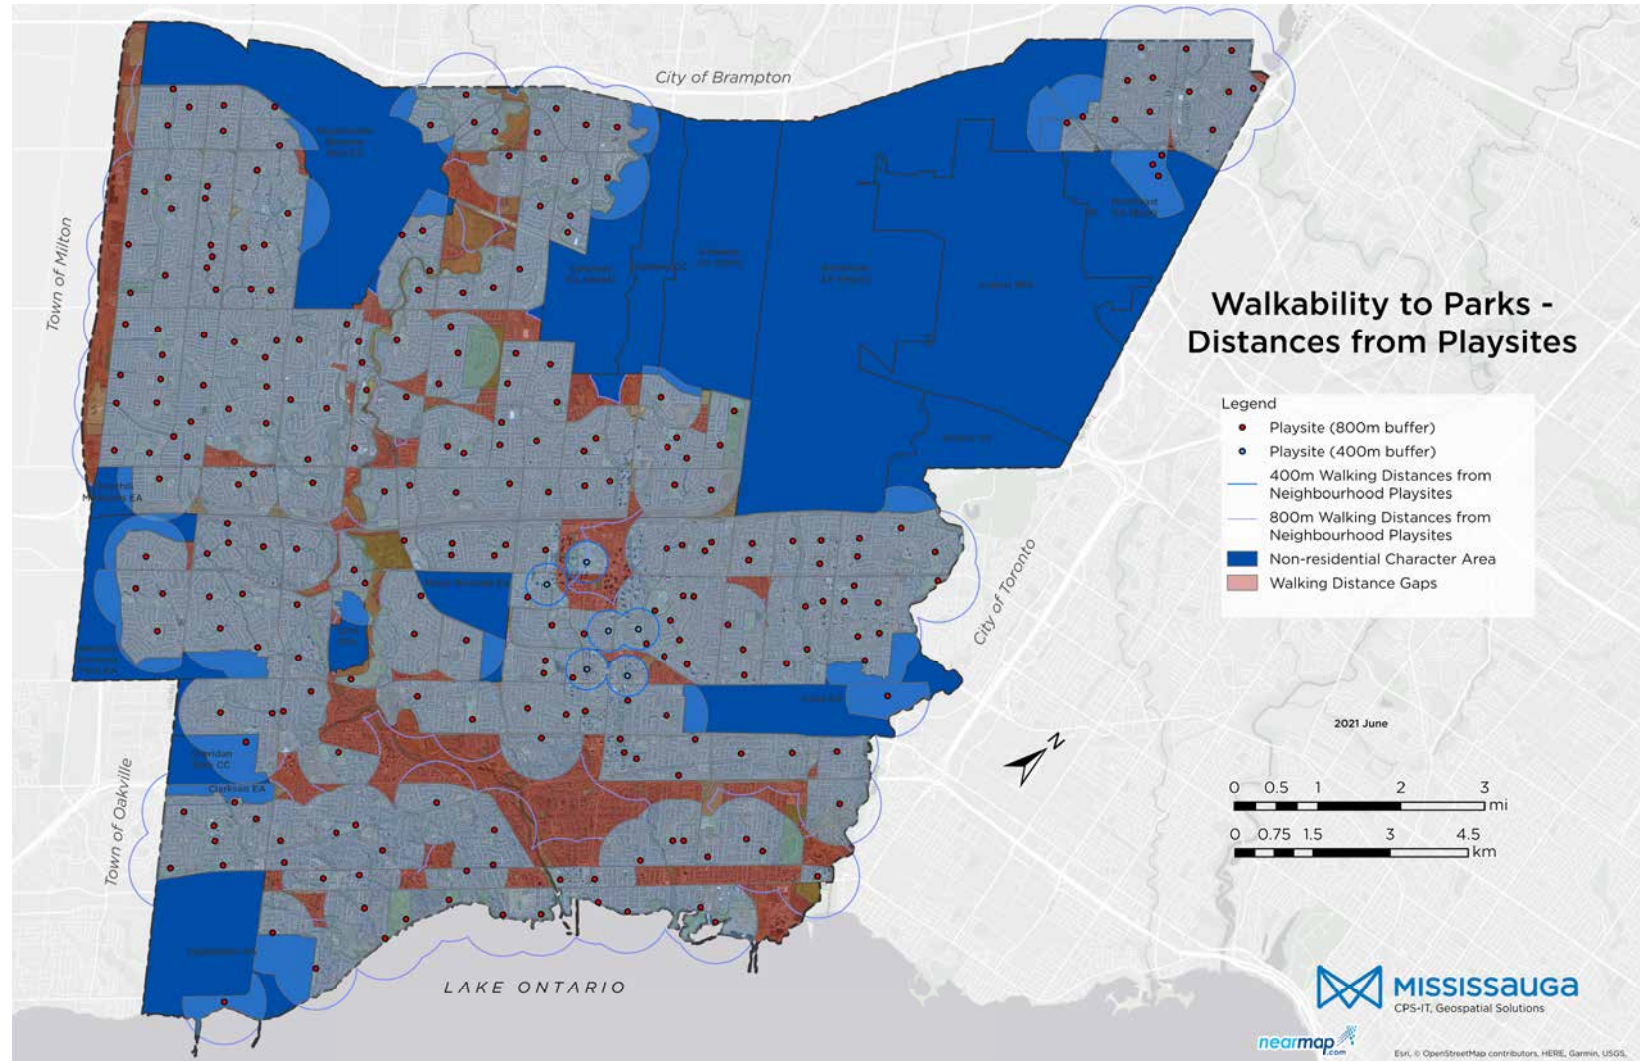 City of Brampton
Town of Milton
Walkability to Parks -
Distances from Playsites
Legend
Playsite (800m buffer)
Playsite (400m buffer)
400m Walking Distances from
Neighbourhood Playsites
800m Walking Distances from
Neighbourhood Playsites
Non-residential Character Area
Walking Distance Gaps
City of Toronto
2021 June
N
0 0.5 1 2 3
mi
0 0.75 1.5 3 4.5
km
Clarkson EA
Town of Oakville
LAKE ONTARIO
MISSISSAUGA
CPS-IT, Geospatial Solutions
nearmap
.com
Esri, © OpenStreetMap contributors, HERE, Garmin, USGS,